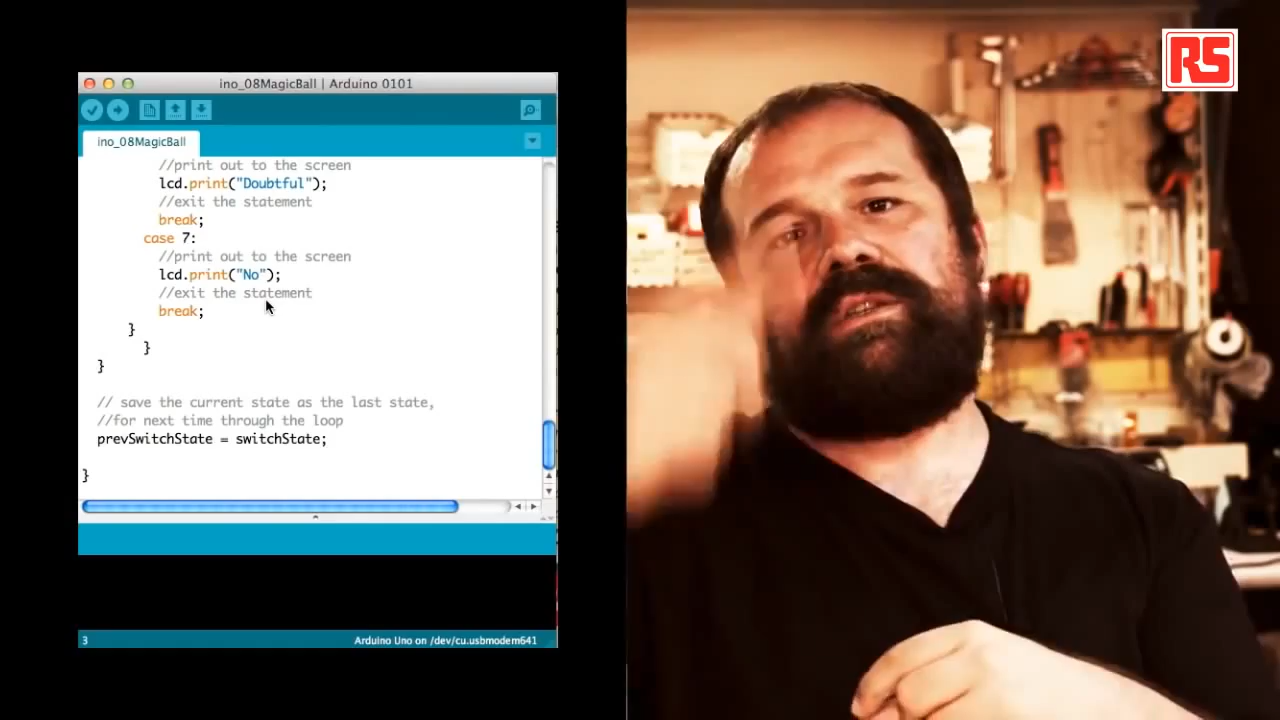 ino_08MagicBall | Arduino 0101
ino_08MagicBall
//print out to the screen
lcd.print("Doubtful");
//exit the statement
break;
case 7:
//print out to the screen
lcd.print("No");
//exit the statement
break;
}
}
}
// save the current state as the last state,
//for next time through the loop
prevSwitchState = switchState;
}
3
Arduino Uno on /dev/cu.usbmodem641
RS